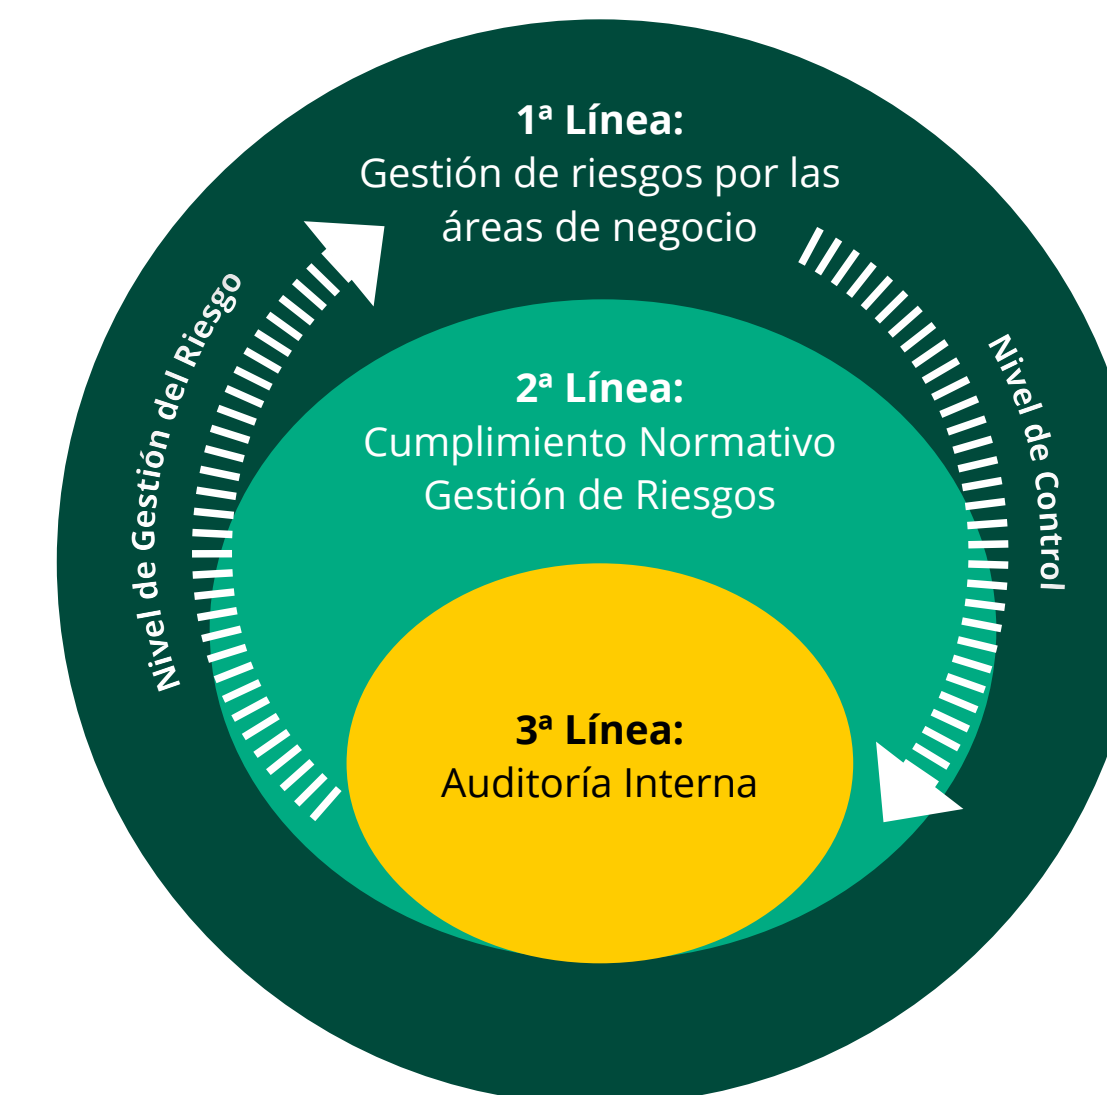 1ª Línea:
Gestión de riesgos por las
áreas de negocio
Nivel de Gestión del Riesgo
Nivel de Control
2ª Línea:
Cumplimiento Normativo
Gestión de Riesgos
3ª Línea:
Auditoría Interna